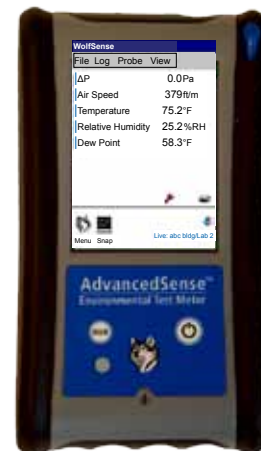 WolfSense
File Log Probe View
ΔP 0.0Pa
Air Speed 379ft/m
Temperature 75.2°F
Relative Humidity 25.2%RH
Dew Point 58.3°F
Menu Snap Live: abc bldg/Lab 2
AdvancedSense™
Environmental Test Meter